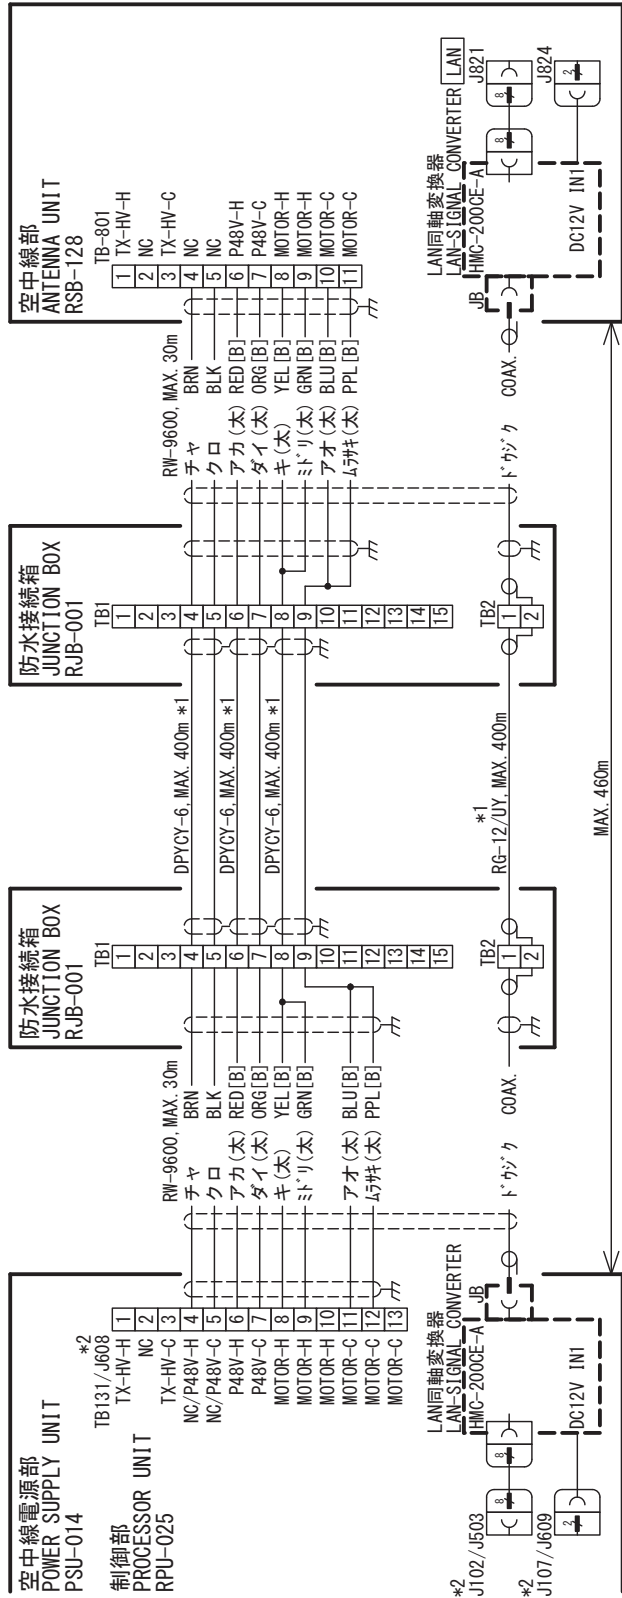 空中線電源部
POWER SUPPLY UNIT
PSU-014
制御部
PROCESSOR UNIT
RPU-025
*2
TB131/J608
TX-HV-H 1
NC 2
TX-HV-C 3
NC/P48V-H 4
NC/P48V-C 5
P48V-H 6
P48V-C 7
MOTOR-H 8
MOTOR-H 9
MOTOR-H 10
MOTOR-C 11
MOTOR-C 12
MOTOR-C 13
LAN同軸変換器
LAN-SIGNAL CONVERTER
HMC-200CE-A
JB
DC12V IN1
*2
J102/J503
8
8
*2
J107/J609
2
RW-9600, MAX. 30m
チャ BRN
クロ BLK
アカ(太) RED[B]
ダイ(太) ORG[B]
キ(太) YEL[B]
ミドリ(太) GRN[B]
アオ(太) BLU[B]
ムラサキ(太) PPL[B]
ドウジク COAX.
防水接続箱
JUNCTION BOX
RJB-001
TB1
1
2
3
4
5
6
7
8
9
10
11
12
13
14
15
TB2
1
2
DPYCY-6, MAX. 400m *1
DPYCY-6, MAX. 400m *1
DPYCY-6, MAX. 400m *1
*1
RG-12/UY, MAX. 400m
MAX. 460m
防水接続箱
JUNCTION BOX
RJB-001
TB1
1
2
3
4
5
6
7
8
9
10
11
12
13
14
15
TB2
1
2
RW-9600, MAX. 30m
チャ BRN
クロ BLK
アカ(太) RED[B]
ダイ(太) ORG[B]
キ(太) YEL[B]
ミドリ(太) GRN[B]
アオ(太) BLU[B]
ムラサキ(太) PPL[B]
ドウジク COAX.
空中線部
ANTENNA UNIT
RSB-128
TB-801
1 TX-HV-H
2 NC
3 TX-HV-C
4 NC
5 NC
6 P48V-H
7 P48V-C
8 MOTOR-H
9 MOTOR-H
10 MOTOR-C
11 MOTOR-C
LAN同軸変換器
LAN-SIGNAL CONVERTER LAN
HMC-200CE-A
JB
DC12V IN1
J821
8
8
J824
2